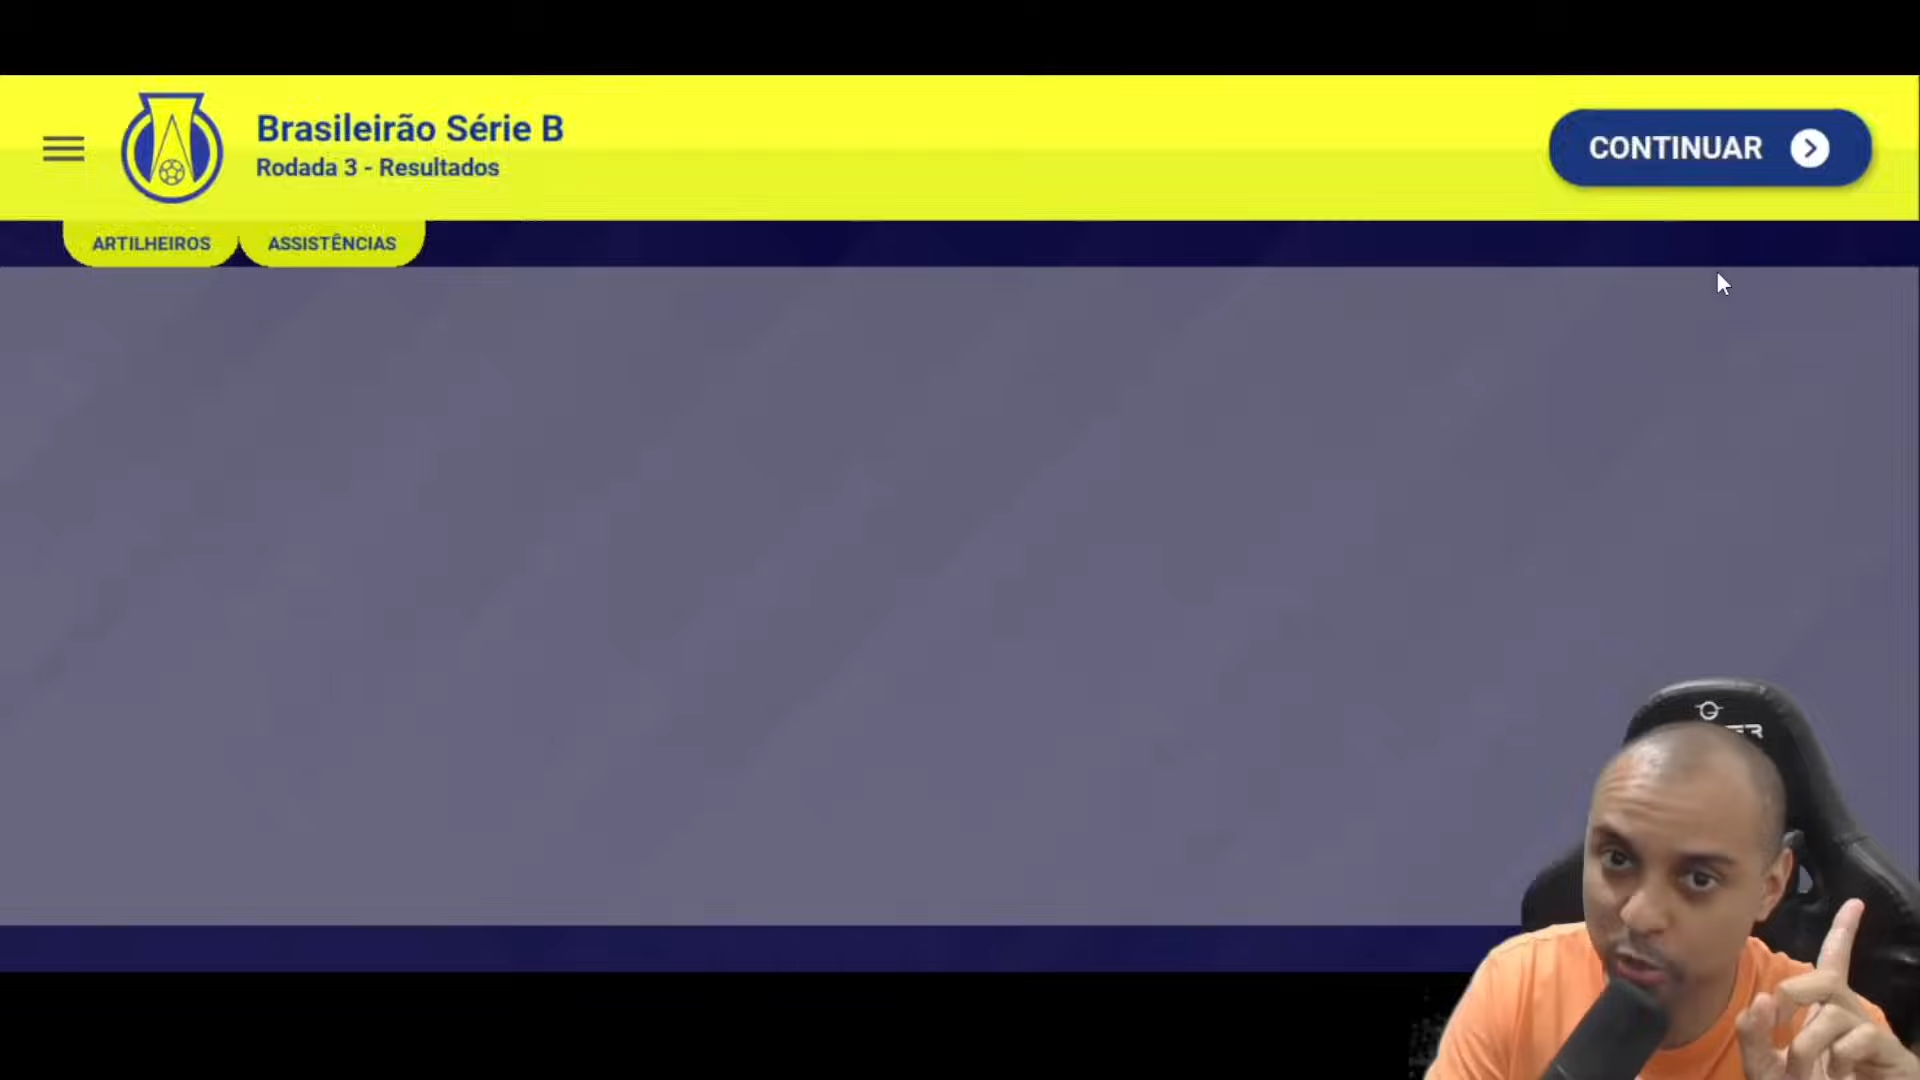 Brasileirão Série B
Rodada 3 - Resultados
CONTINUAR
ARTILHEIROS
ASSISTÊNCIAS